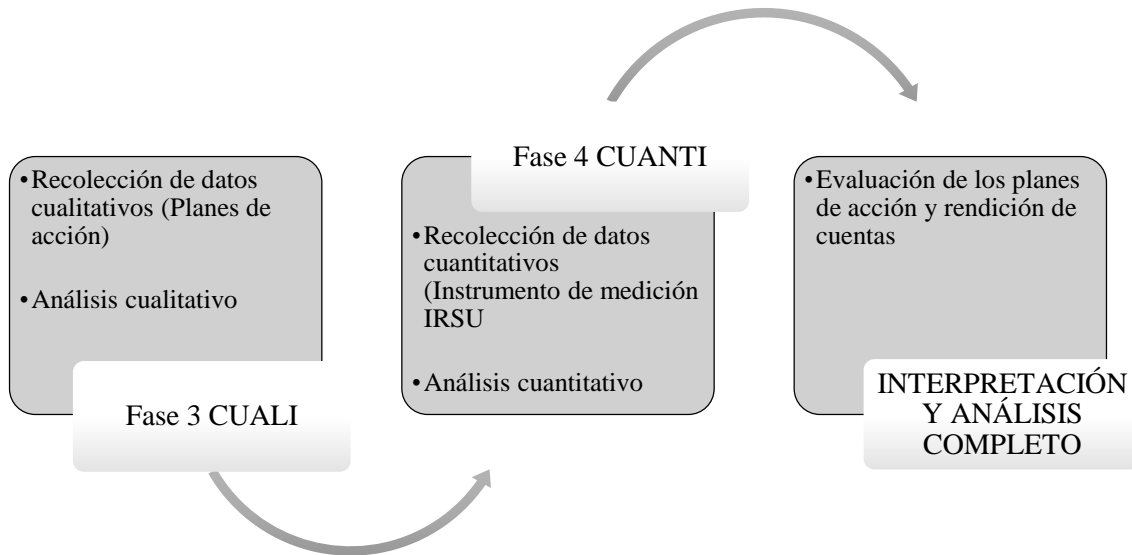 •Recolección de datos
cualitativos (Planes de
acción)
•Análisis cualitativo
Fase 3 CUALI
Fase 4 CUANTI
•Recolección de datos
cuantitativos
(Instrumento de medición
IRSU
•Análisis cuantitativo
•Evaluación de los planes
de acción y rendición de
cuentas
INTERPRETACIÓN
Y ANÁLISIS
COMPLETO